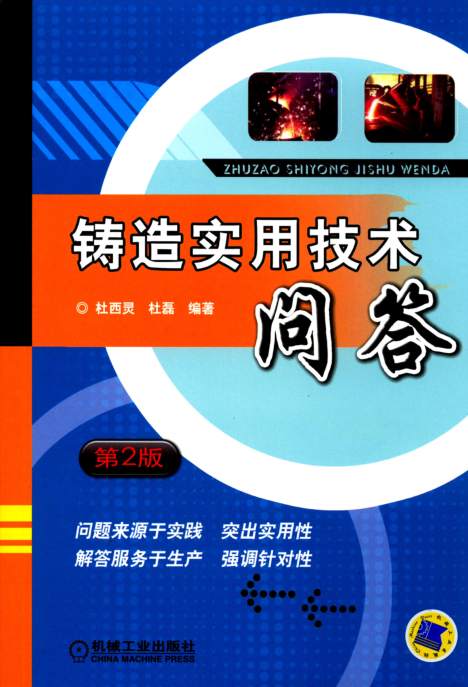 ZHUZAO SHIYONG JISHU WENDA
铸造实用技术
问答
◎ 杜西灵 杜磊 编著
第2版
问题来源于实践 突出实用性
解答服务于生产 强调针对性
机械工业出版社
CHINA MACHINE PRESS